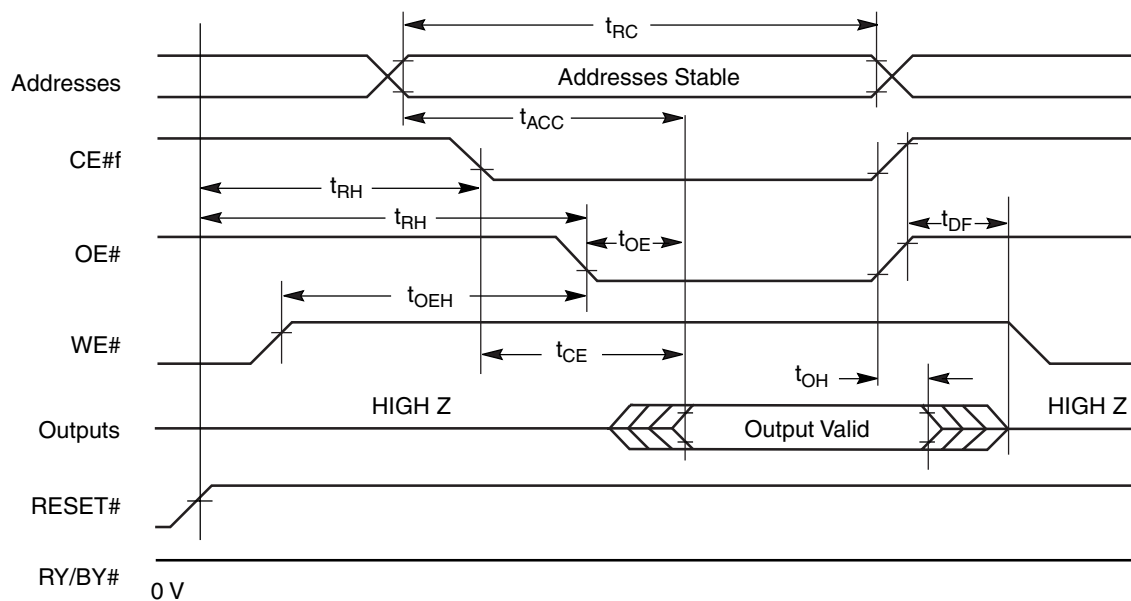 tRC
Addresses
Addresses Stable
tACC
CE#f
tRH
tRH
tDF
OE#
tOE
tOEH
WE#
tCE
tOH
HIGH Z
HIGH Z
Outputs
Output Valid
RESET#
RY/BY#
0 V